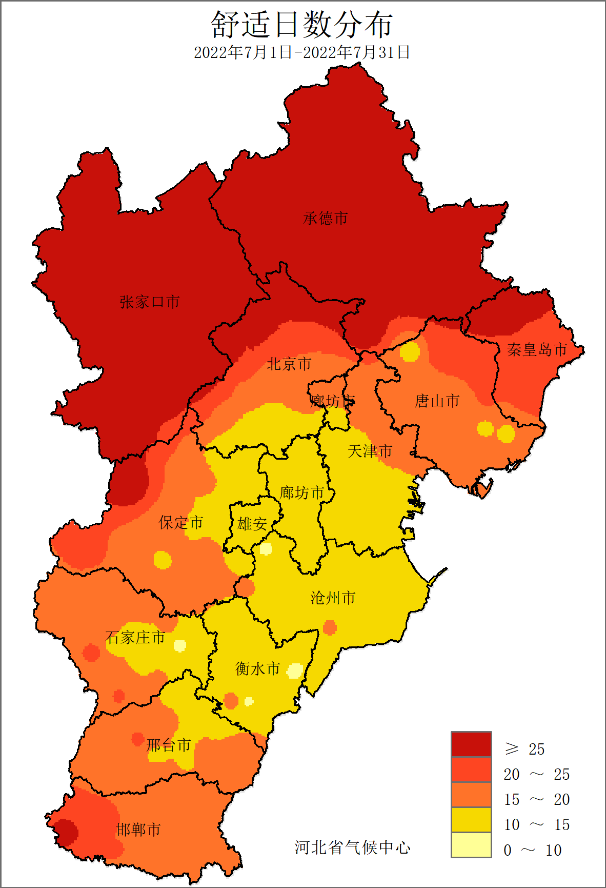 舒适日数分布
2022年7月1日-2022年7月31日
承德市
张家口市
秦皇岛市
北京市
廊坊市
唐山市
天津市
廊坊市
保定市
雄安
沧州市
石家庄市
衡水市
邢台市
邯郸市
≥ 25
20 ～ 25
15 ～ 20
10 ～ 15
0 ～ 10
河北省气候中心